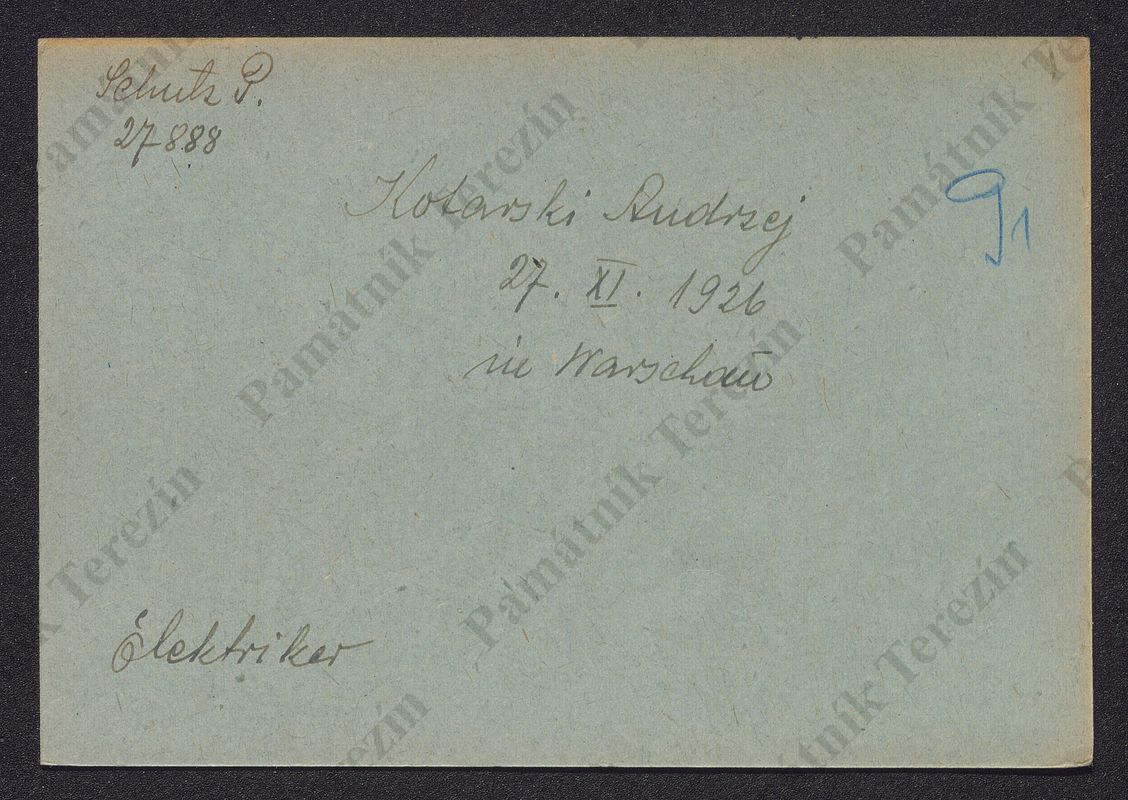 Schutz P.
27888
Kotarski Andrzej
27. XI. 1926
in Warschau
91
Elektriker
Památník Terezín